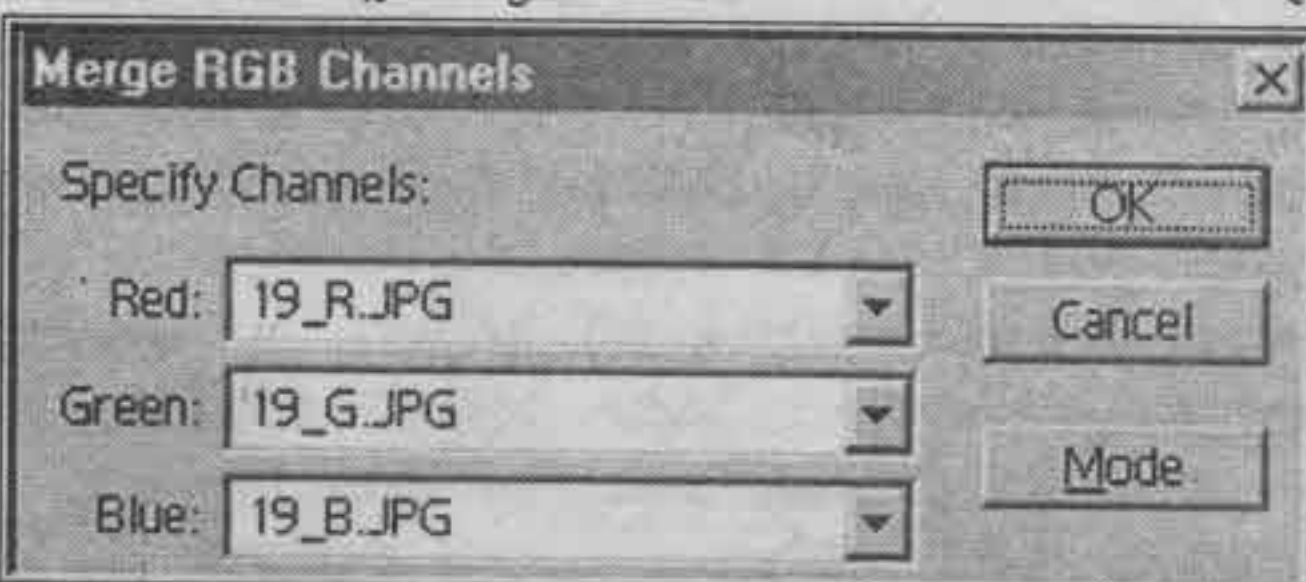 Merge RGB Channels
Specify Channels:
OK
Red: 19_R.JPG
Cancel
Green: 19_G.JPG
Mode
Blue: 19_B.JPG